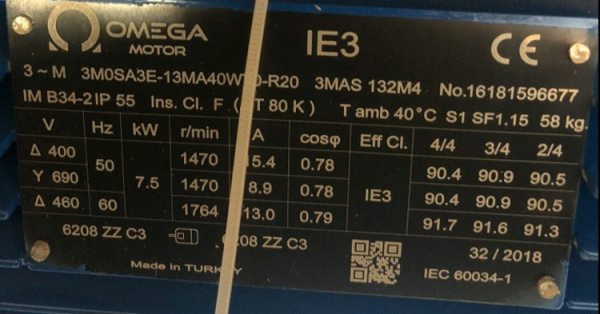 OMEGA
MOTOR
IE3
CE
3 ~ M 3M0SA3E-13MA40W 0-R20 3MAS 132M4 No.16181596677
IM B34-2 IP 55 Ins. Cl. F ( T 80 K ) T amb 40°C S1 SF1.15 58 kg.
V Hz kW r/min A cosφ Eff Cl. 4/4 3/4 2/4
Δ 400 50 7.5 1470 15.4 0.78 IE3 90.4 90.9 90.5
Y 690 1470 8.9 0.78 90.4 90.9 90.5
Δ 460 60 1764 13.0 0.79 91.7 91.6 91.3
6208 ZZ C3 6208 ZZ C3 32 / 2018
Made in TURKEY IEC 60034-1